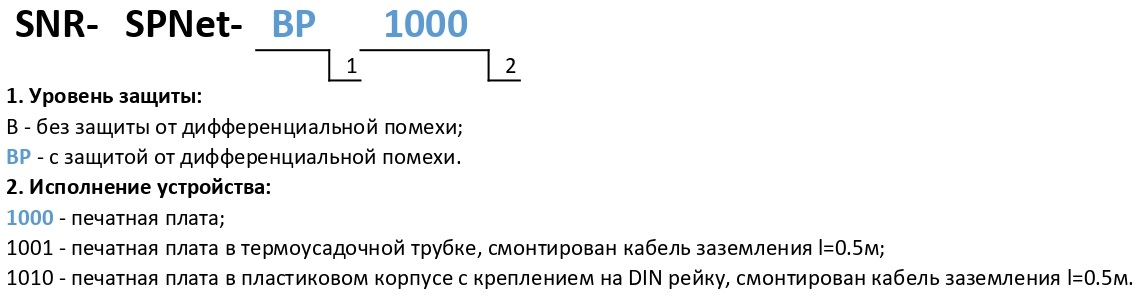 SNR- SPNet- BP 1000
1 2
1. Уровень защиты:
В - без защиты от дифференциальной помехи;
ВР - с защитой от дифференциальной помехи.
2. Исполнение устройства:
1000 - печатная плата;
1001 - печатная плата в термоусадочной трубке, смонтирован кабель заземления l=0.5м;
1010 - печатная плата в пластиковом корпусе с креплением на DIN рейку, смонтирован кабель заземления l=0.5м.